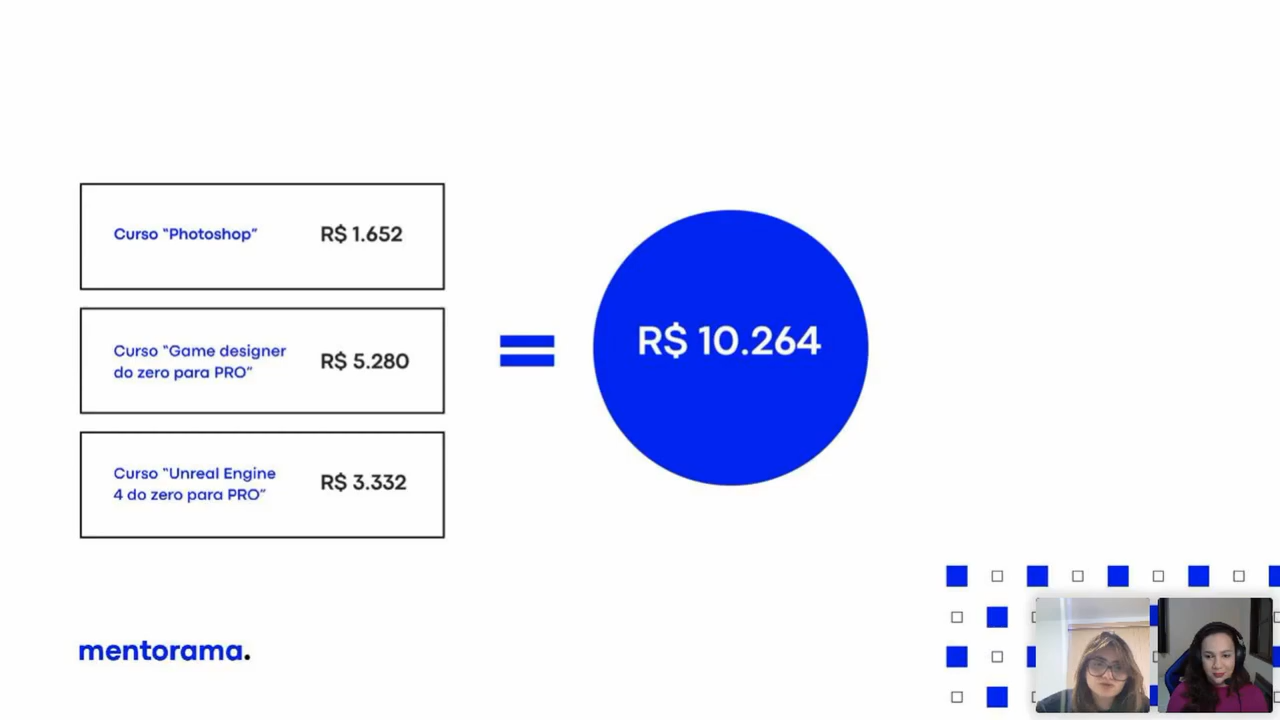 Curso “Photoshop”
R$ 1.652
Curso “Game designer
do zero para PRO”
R$ 5.280
Curso “Unreal Engine
4 do zero para PRO”
R$ 3.332
=
R$ 10.264
mentorama.